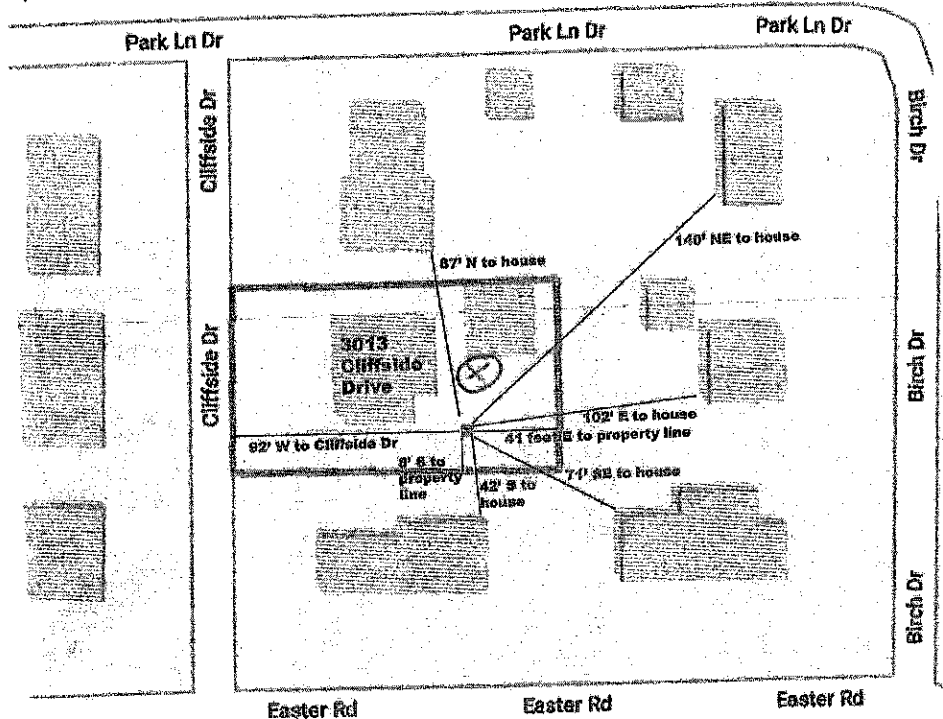 Park Ln Dr
Park Ln Dr
Park Ln Dr
Cliffside Dr
Birch Dr
140' NE to house
87' N to house
3013
Cliffside
Drive
Cliffside Dr
Birch Dr
102' E to house
41 feet E to property line
92' W to Cliffside Dr
S to
property
line
42' S to
house
71' SE to house
Birch Dr
Easter Rd
Easter Rd
Easter Rd